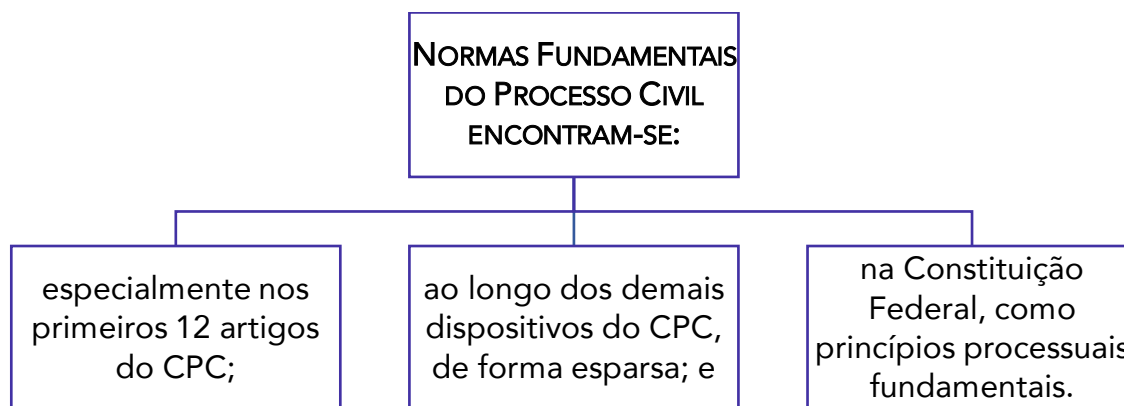 NORMAS FUNDAMENTAIS
DO PROCESSO CIVIL
ENCONTRAM-SE:
especialmente nos
primeiros 12 artigos
do CPC;
ao longo dos demais
dispositivos do CPC,
de forma esparsa; e
na Constituição
Federal, como
princípios processuais
fundamentais.